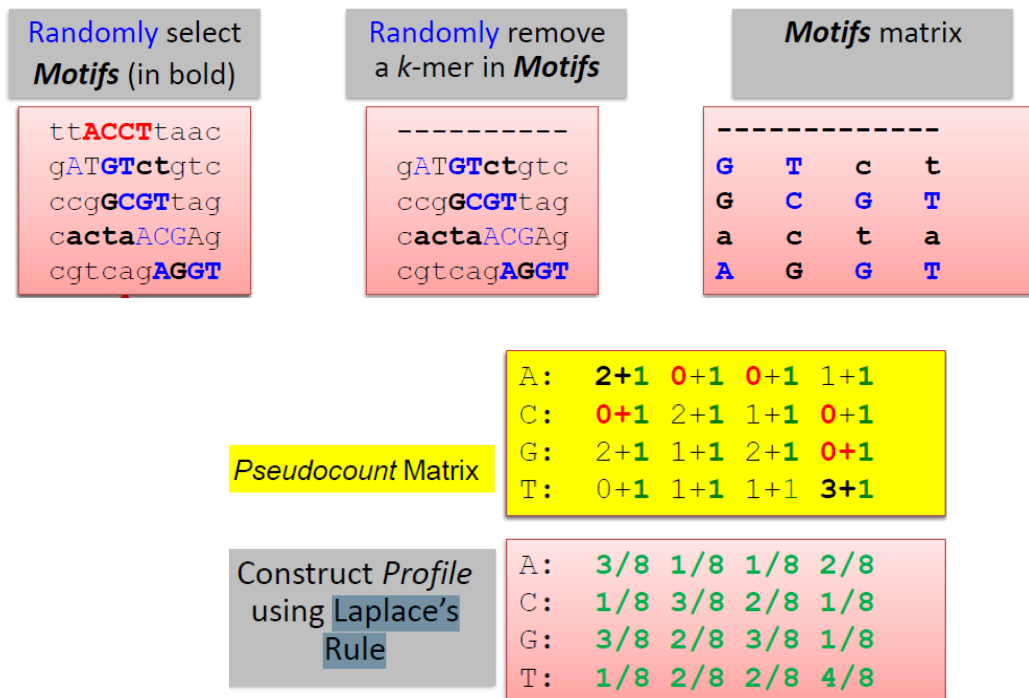 Randomly select
Motifs (in bold)
Randomly remove
a k-mer in Motifs
Motifs matrix
ttACCTtaac
gATGTctgtc
ccgGCGTtag
cactaACGAg
cgtcagAGGT
----------
gATGTctgtc
ccgGCGTtag
cactaACGAg
cgtcagAGGT
-------------
G T c t
G C G T
a c t a
A G G T
Pseudocount Matrix
A: 2+1 0+1 0+1 1+1
C: 0+1 2+1 1+1 0+1
G: 2+1 1+1 2+1 0+1
T: 0+1 1+1 1+1 3+1
Construct Profile
using Laplace's
Rule
A: 3/8 1/8 1/8 2/8
C: 1/8 3/8 2/8 1/8
G: 3/8 2/8 3/8 1/8
T: 1/8 2/8 2/8 4/8